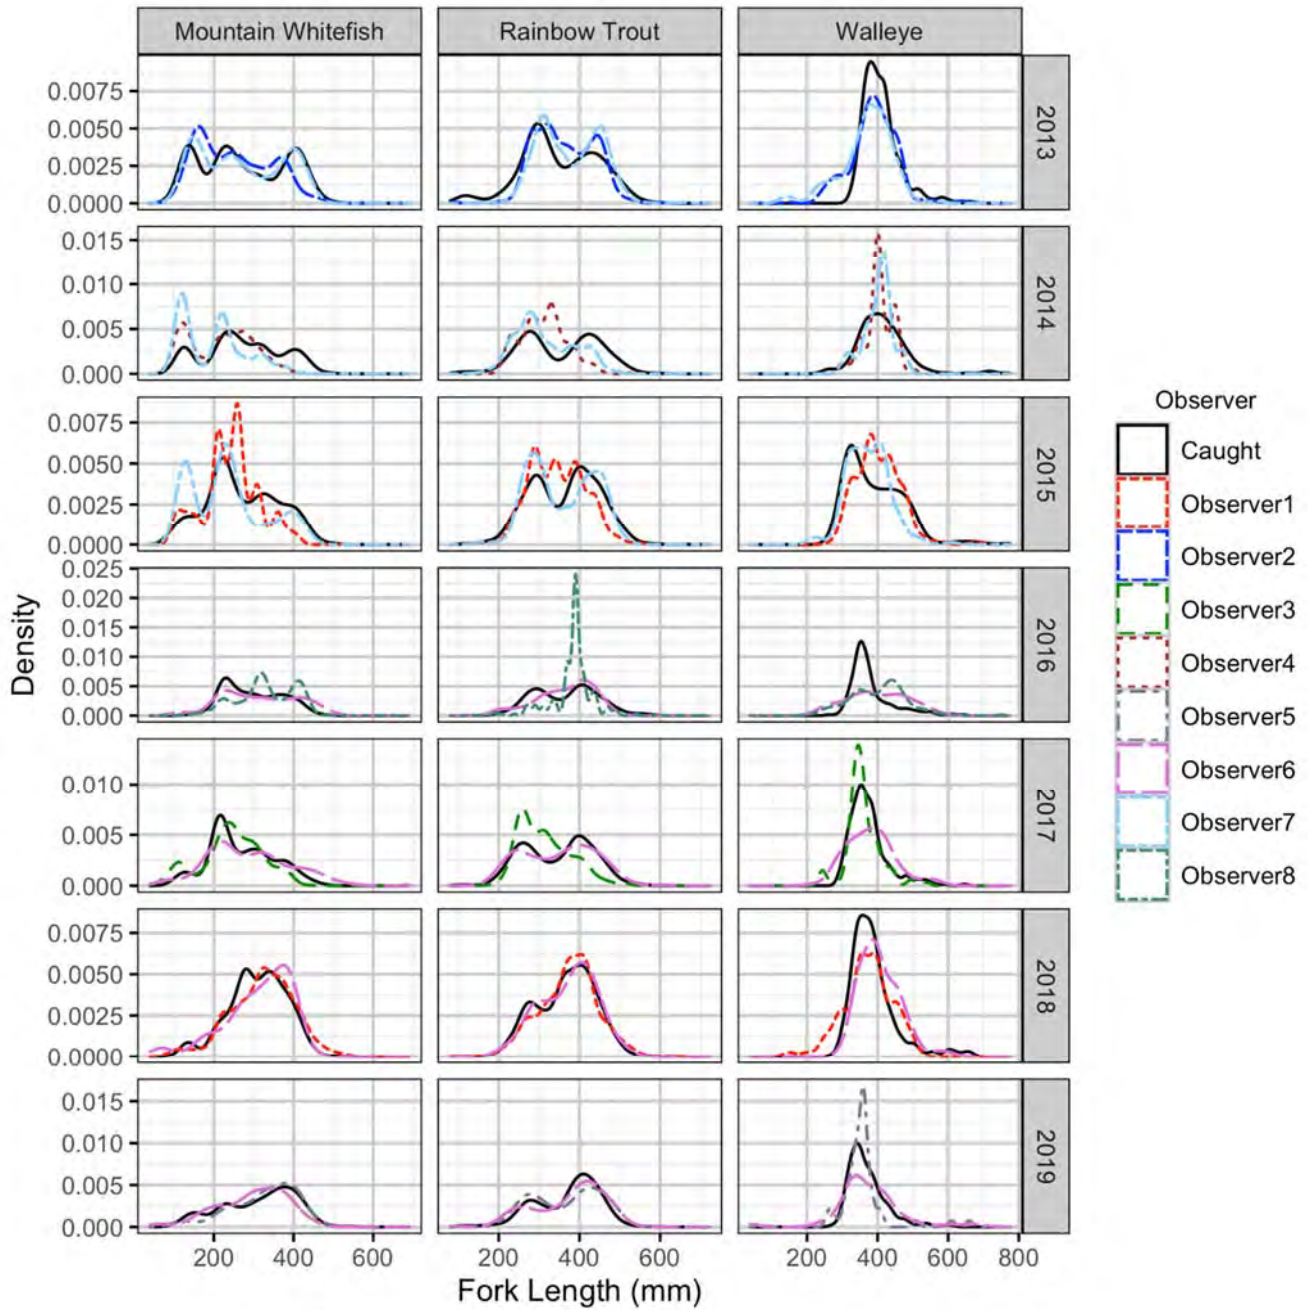 Mountain Whitefish
Rainbow Trout
Walleye
0.0075
0.0050
0.0025
0.0000
2013
0.015
0.010
0.005
0.000
2014
0.0075
0.0050
0.0025
0.0000
2015
0.025
0.020
0.015
0.010
0.005
0.000
2016
0.010
0.005
0.000
2017
0.0075
0.0050
0.0025
0.0000
2018
0.015
0.010
0.005
0.000
2019
200 400 600
200 400 600
200 400 600 800
Density
Fork Length (mm)
Observer
Caught
Observer1
Observer2
Observer3
Observer4
Observer5
Observer6
Observer7
Observer8